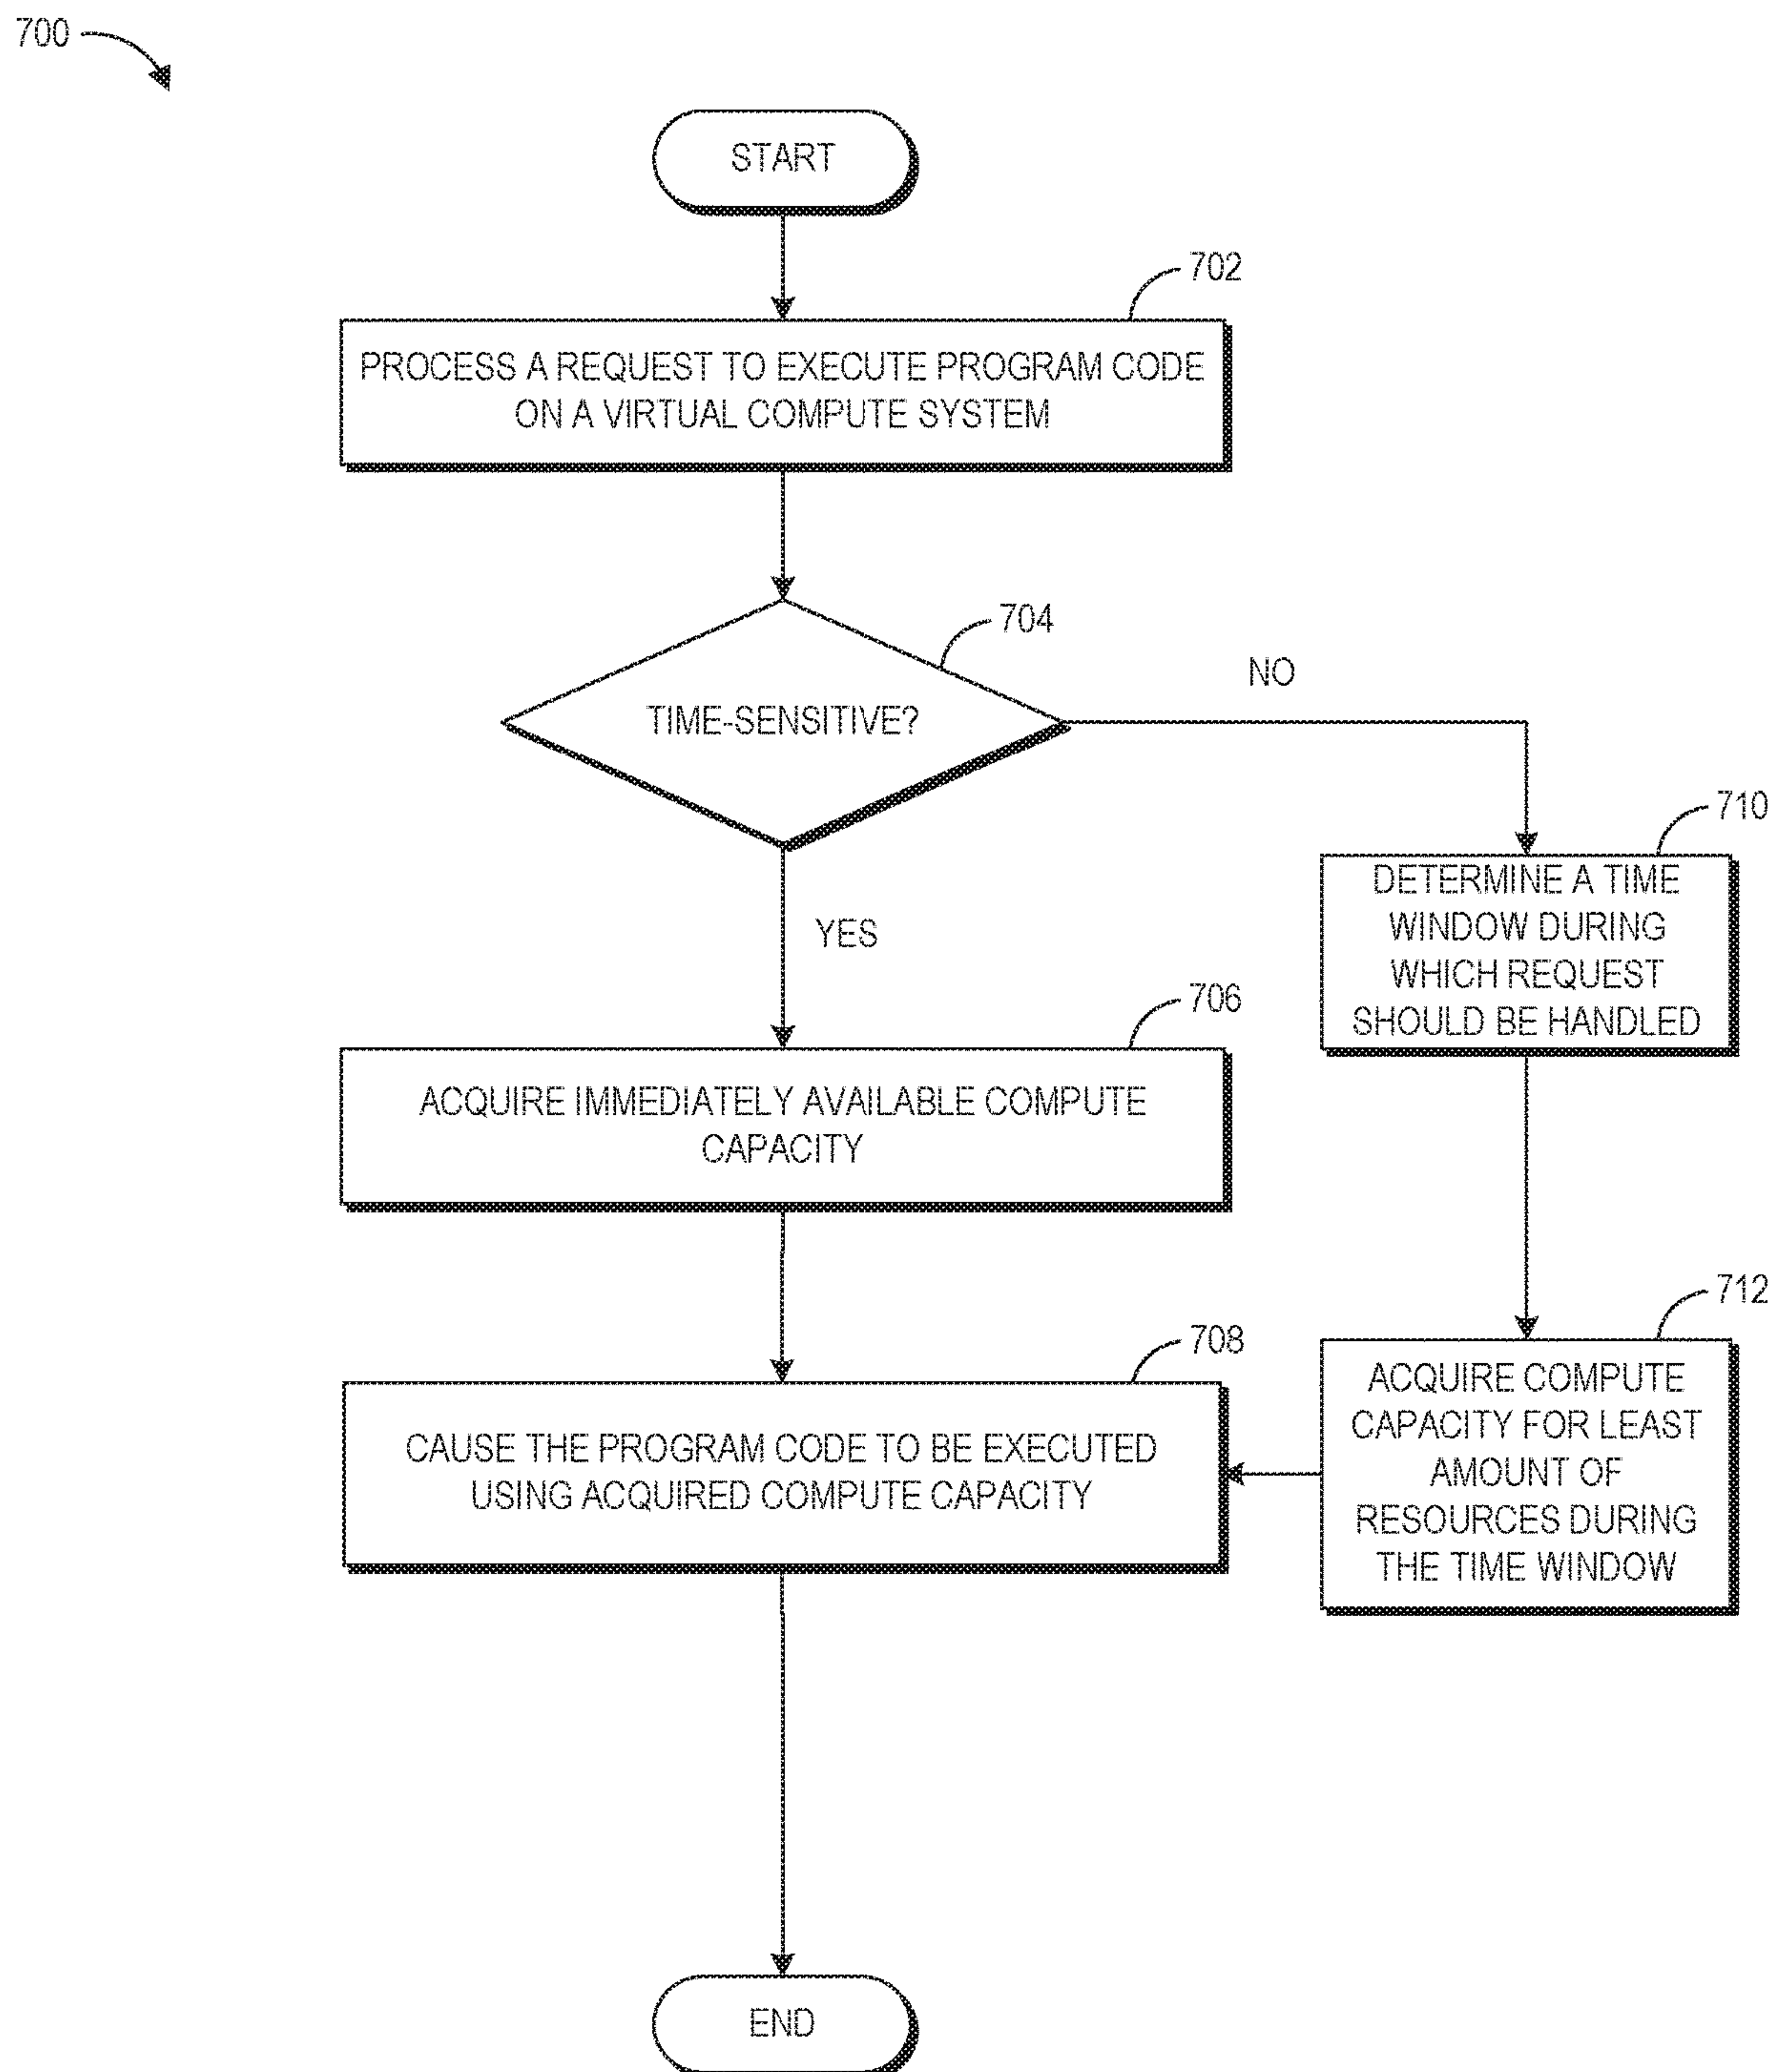 700
START
702
PROCESS A REQUEST TO EXECUTE PROGRAM CODE
ON A VIRTUAL COMPUTE SYSTEM
704
TIME-SENSITIVE?
NO
YES
710
DETERMINE A TIME
WINDOW DURING
WHICH REQUEST
SHOULD BE HANDLED
706
ACQUIRE IMMEDIATELY AVAILABLE COMPUTE
CAPACITY
712
ACQUIRE COMPUTE
CAPACITY FOR LEAST
AMOUNT OF
RESOURCES DURING
THE TIME WINDOW
708
CAUSE THE PROGRAM CODE TO BE EXECUTED
USING ACQUIRED COMPUTE CAPACITY
END